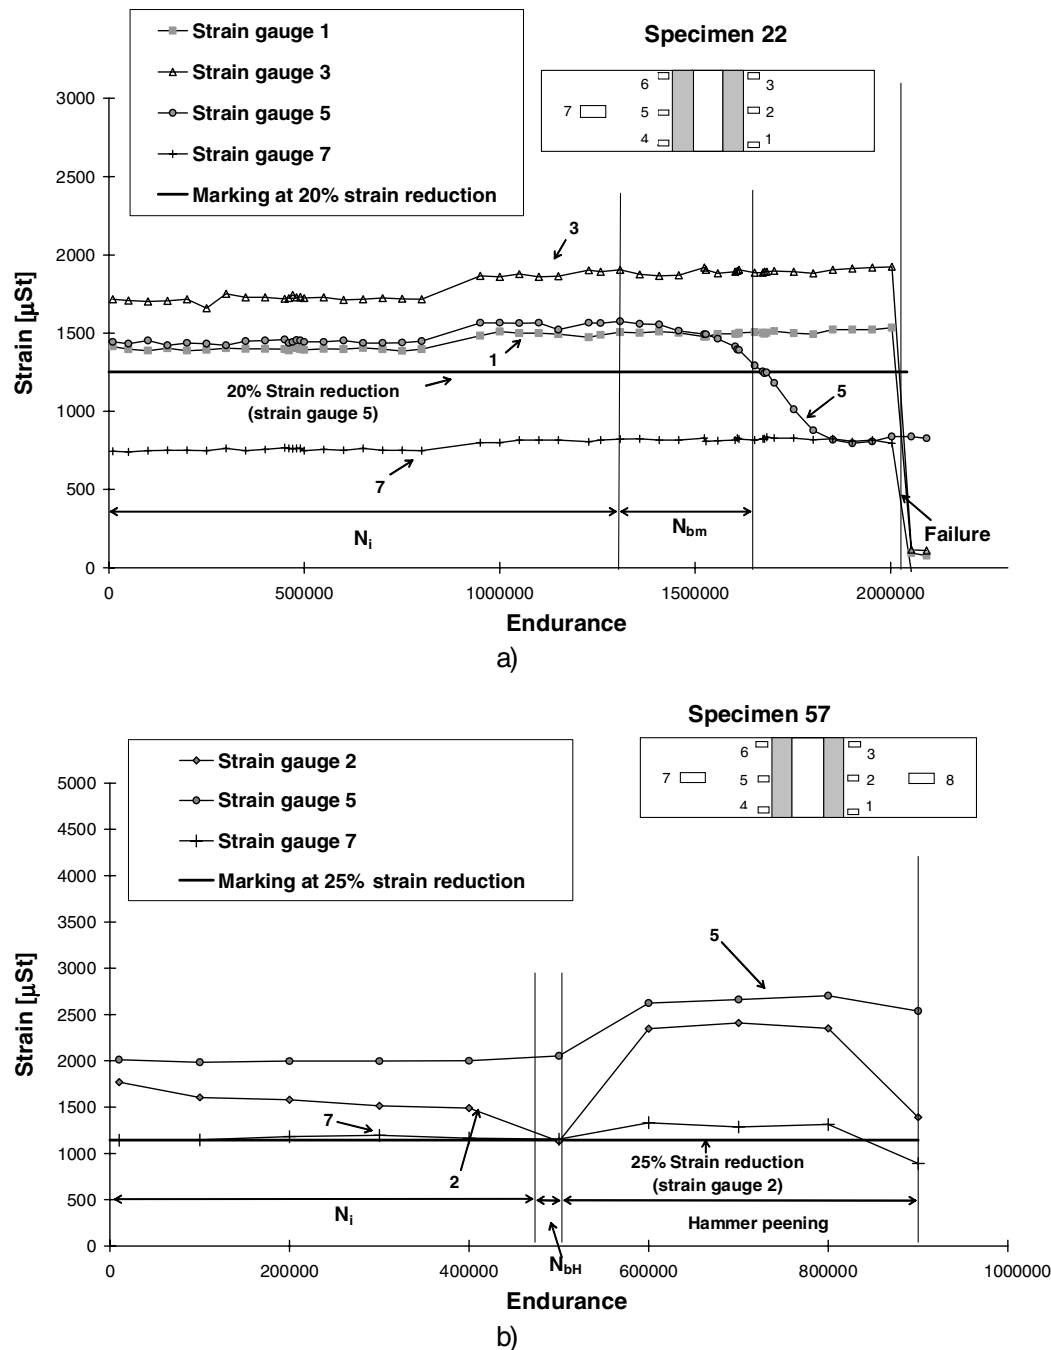 Strain gauge 1
Strain gauge 3
Strain gauge 5
Strain gauge 7
Marking at 20% strain reduction
Specimen 22
6
3
7
5
2
4
1
3000
2500
2000
1500
1000
500
0
Strain [µSt]
3
1
20% Strain reduction
(strain gauge 5)
5
7
Ni
Nbm
Failure
0
500000
1000000
1500000
2000000
Endurance
a)
Specimen 57
Strain gauge 2
Strain gauge 5
Strain gauge 7
Marking at 25% strain reduction
6
3
7
5
2
8
4
1
5000
4500
4000
3500
3000
2500
2000
1500
1000
500
0
Strain [µSt]
5
7
2
25% Strain reduction
(strain gauge 2)
Ni
Hammer peening
NbH
0
200000
400000
600000
800000
1000000
Endurance
b)